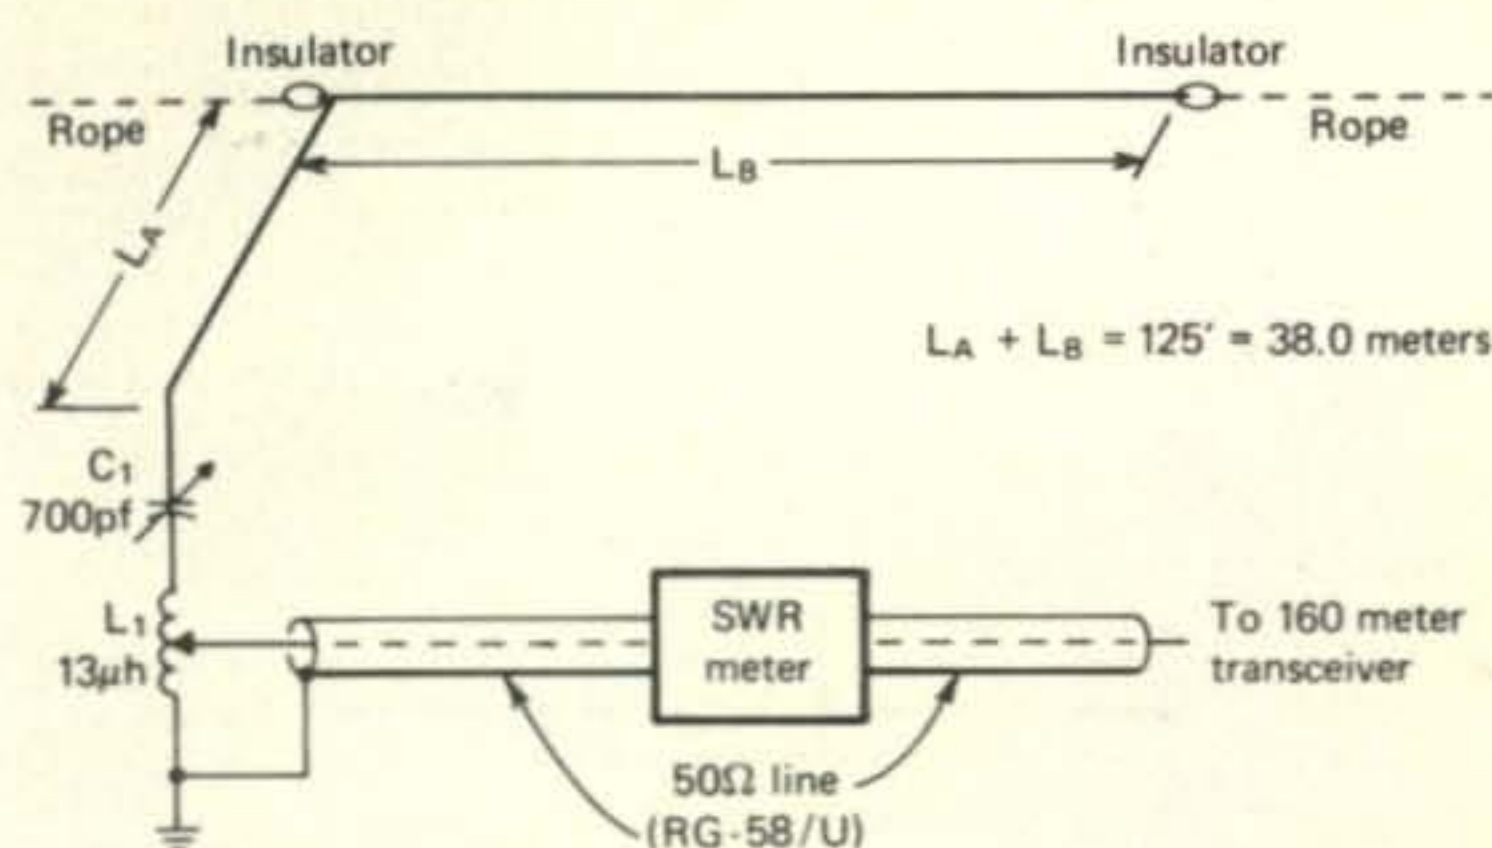 Insulator
Insulator
Rope
Rope
LB
LA
LA + LB = 125' = 38.0 meters
C1
700pf
L1
13μh
SWR
meter
To 160 meter
transceiver
50Ω line
(RG-58/U)